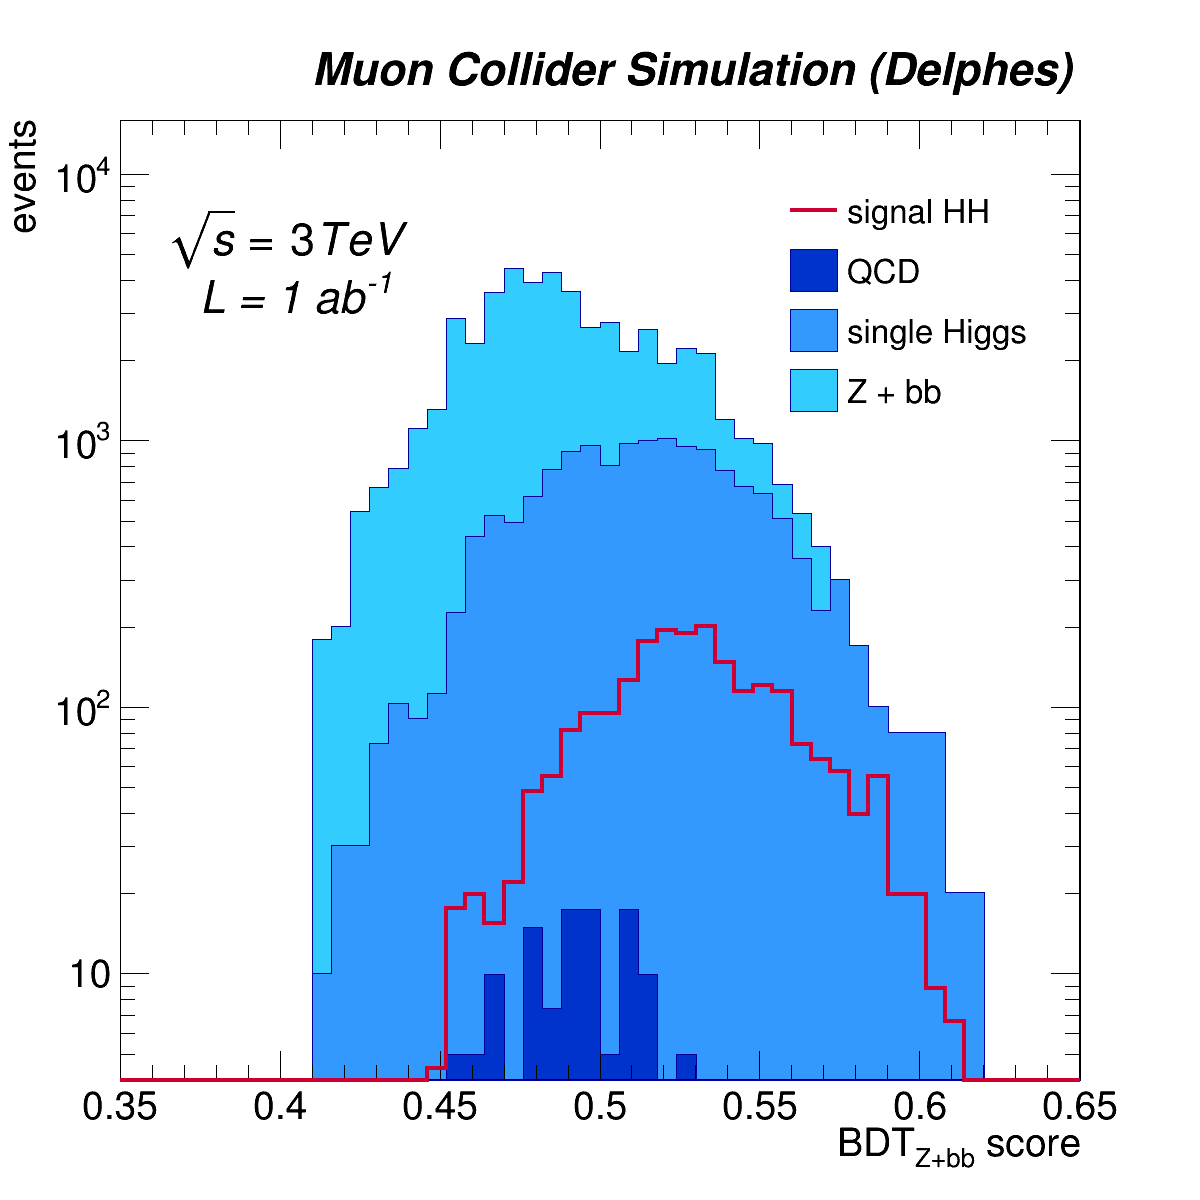 Muon Collider Simulation (Delphes)
events
10⁴
10³
10²
10
√s = 3 TeV
L = 1 ab⁻¹
signal HH
QCD
single Higgs
Z + bb
0.35 0.4 0.45 0.5 0.55 0.6 0.65
BDT_{Z+bb} score